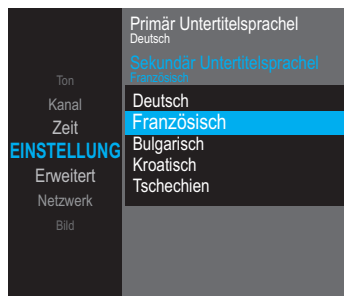 Primär Untertitelsprachel
Deutsch
Sekundär Untertitelsprachel
Französisch
Ton
Kanal
Zeit
EINSTELLUNG
Erweitert
Netzwerk
Bild
Deutsch
Französisch
Bulgarisch
Kroatisch
Tschechien